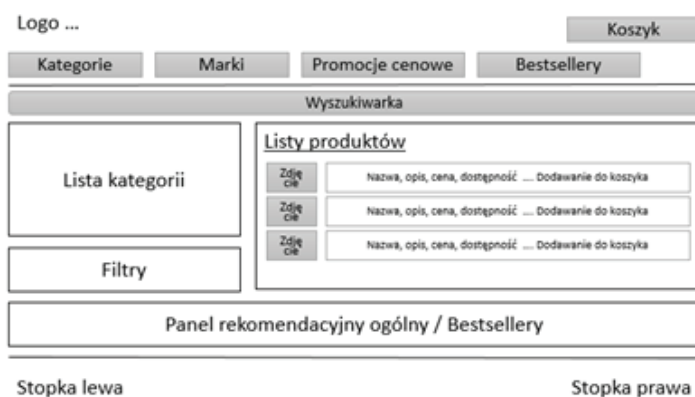 Logo ...
Koszyk
Kategorie Marki Promocje cenowe Bestsellery
Wyszukiwarka
Lista kategorii
Filtry
Listy produktów
Zdję
cie
Nazwa, opis, cena, dostępność .... Dodawanie do koszyka
Zdję
cie
Nazwa, opis, cena, dostępność .... Dodawanie do koszyka
Zdję
cie
Nazwa, opis, cena, dostępność .... Dodawanie do koszyka
Panel rekomendacyjny ogólny / Bestsellery
Stopka lewa
Stopka prawa